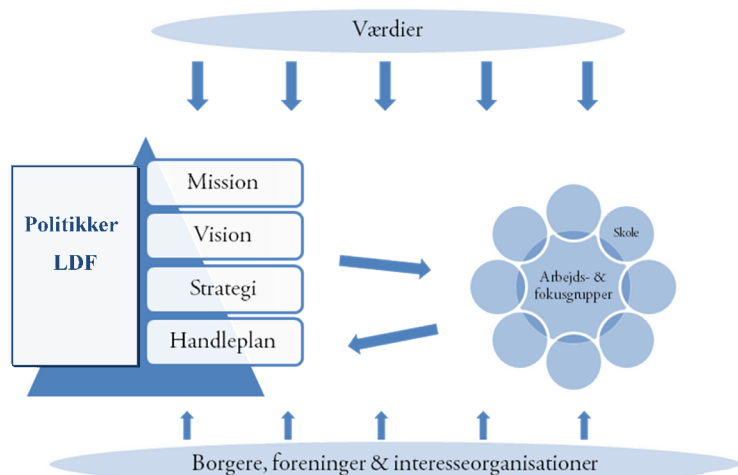 Værdier
Politikker
LDF
Mission
Vision
Strategi
Handleplan
Skole
Arbejds- &
fokusgrupper
Borgere, foreninger & interesseorganisationer